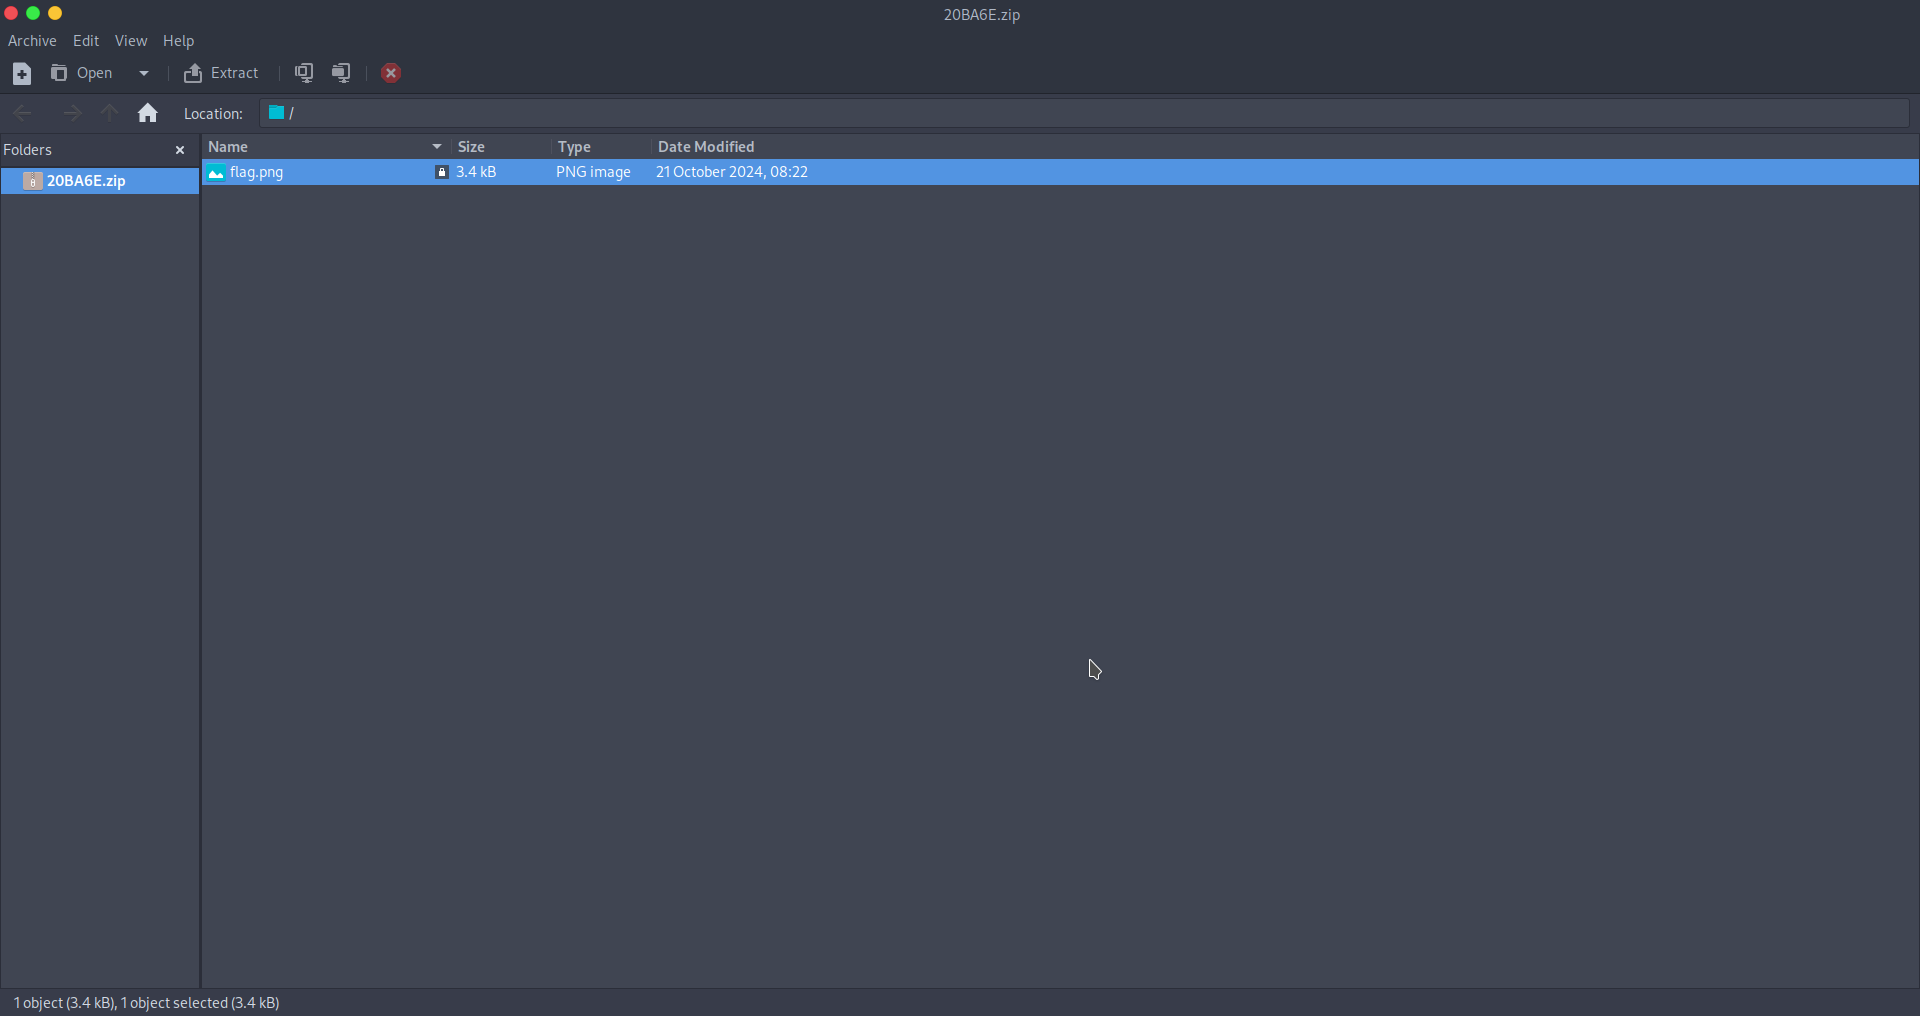 20BA6E.zip
Archive Edit View Help
Open Extract
Location: /
Folders
20BA6E.zip
Name Size Type Date Modified
flag.png 3.4 kB PNG image 21 October 2024, 08:22
1 object (3.4 kB), 1 object selected (3.4 kB)